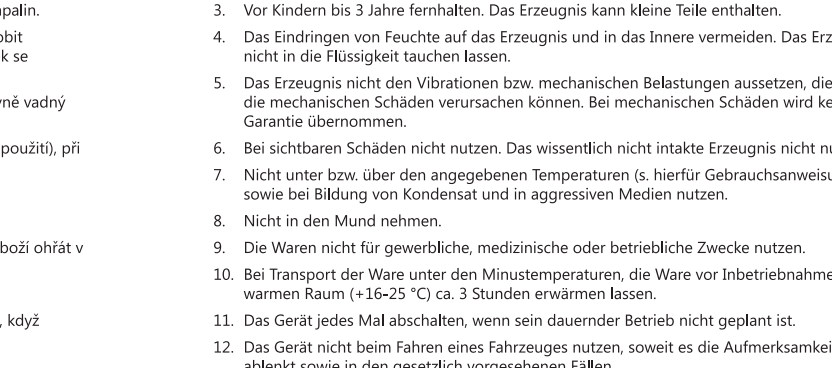 palin.
obit
k se
vně vadný
použití), při
boží ohřát v
, když
3. Vor Kindern bis 3 Jahre fernhalten. Das Erzeugnis kann kleine Teile enthalten.
4. Das Eindringen von Feuchte auf das Erzeugnis und in das Innere vermeiden. Das Erz
nicht in die Flüssigkeit tauchen lassen.
5. Das Erzeugnis nicht den Vibrationen bzw. mechanischen Belastungen aussetzen, die
die mechanischen Schäden verursachen können. Bei mechanischen Schäden wird ke
Garantie übernommen.
6. Bei sichtbaren Schäden nicht nutzen. Das wissentlich nicht intakte Erzeugnis nicht nu
7. Nicht unter bzw. über den angegebenen Temperaturen (s. hierfür Gebrauchsanweisu
sowie bei Bildung von Kondensat und in aggressiven Medien nutzen.
8. Nicht in den Mund nehmen.
9. Die Waren nicht für gewerbliche, medizinische oder betriebliche Zwecke nutzen.
10. Bei Transport der Ware unter den Minustemperaturen, die Ware vor Inbetriebnahme
warmen Raum (+16-25 °C) ca. 3 Stunden erwärmen lassen.
11. Das Gerät jedes Mal abschalten, wenn sein dauernder Betrieb nicht geplant ist.
12. Das Gerät nicht beim Fahren eines Fahrzeuges nutzen, soweit es die Aufmerksamkei
ablenkt sowie in den gesetzlich vorgesehenen Fällen.